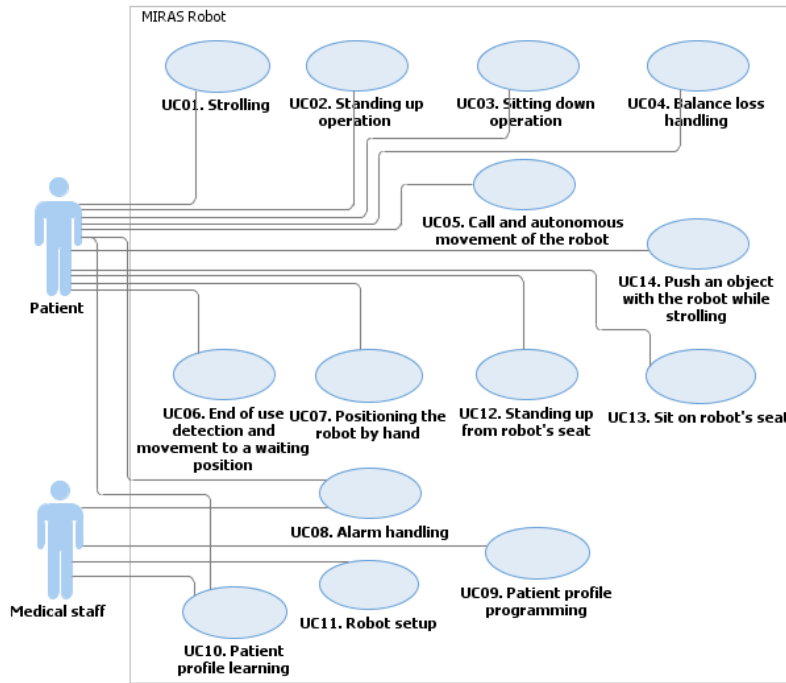 MIRAS Robot
UC01. Strolling
UC02. Standing up
operation
UC03. Sitting down
operation
UC04. Balance loss
handling
UC05. Call and autonomous
movement of the robot
UC14. Push an object
with the robot while
strolling
Patient
UC06. End of use
detection and
movement to a waiting
position
UC07. Positioning the
robot by hand
UC12. Standing up
from robot's seat
UC13. Sit on robot's seat
UC08. Alarm handling
UC09. Patient profile
programming
Medical staff
UC11. Robot setup
UC10. Patient
profile learning